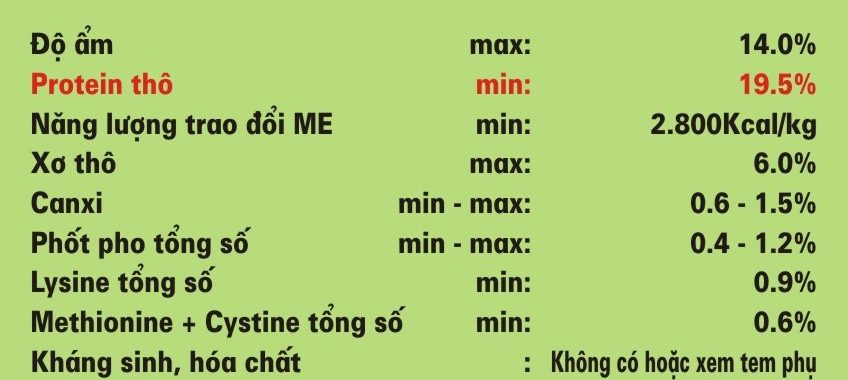 Độ ẩm max: 14.0%
Protein thô min: 19.5%
Năng lượng trao đổi ME min: 2.800Kcal/kg
Xơ thô max: 6.0%
Canxi min - max: 0.6 - 1.5%
Phốt pho tổng số min - max: 0.4 - 1.2%
Lysine tổng số min: 0.9%
Methionine + Cystine tổng số min: 0.6%
Kháng sinh, hóa chất : Không có hoặc xem tem phụ